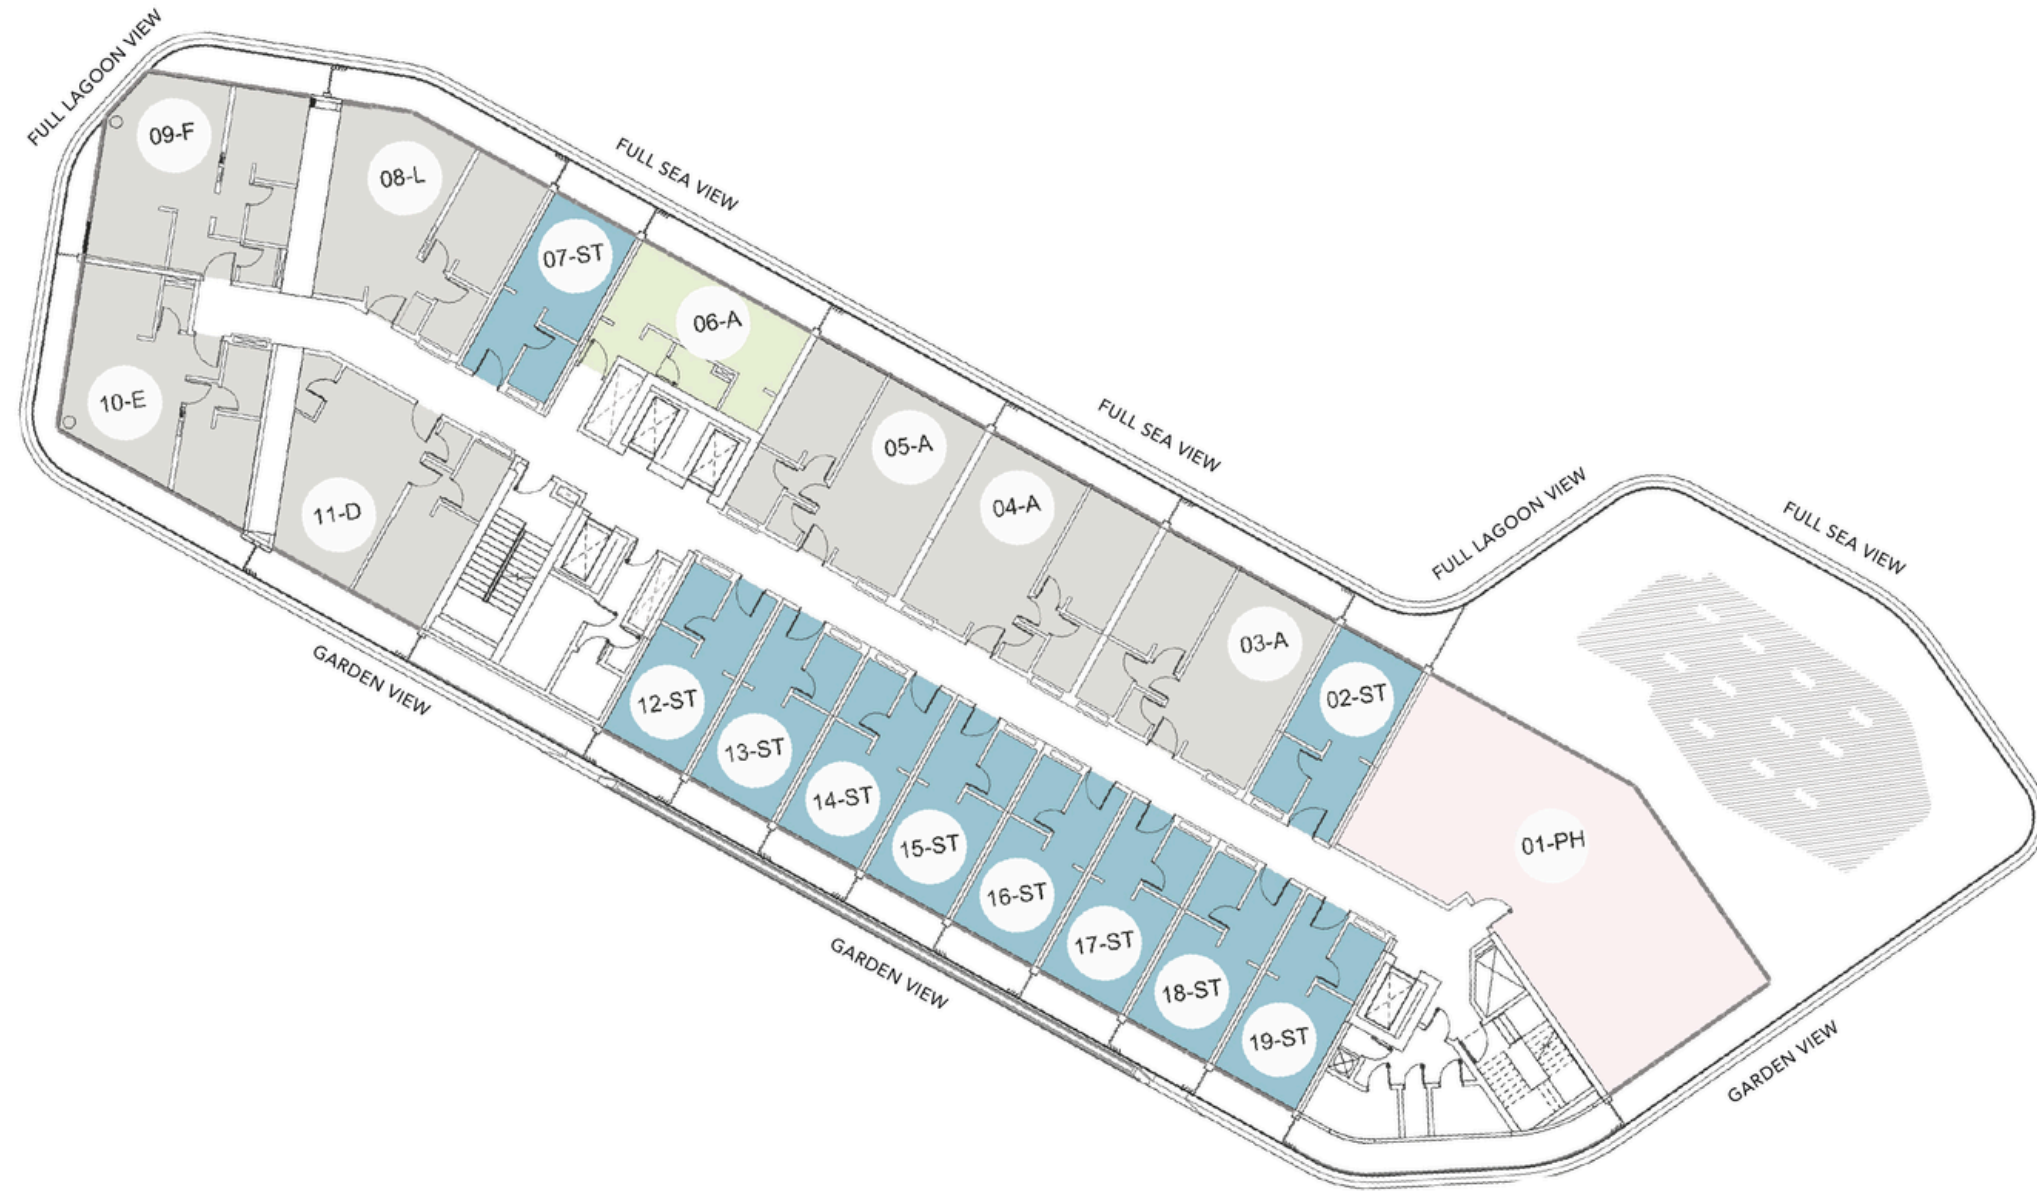 FULL LAGOON VIEW
09-F
08-L
FULL SEA VIEW
07-ST
06-A
10-E
11-D
05-A
04-A
FULL SEA VIEW
FULL LAGOON VIEW
FULL SEA VIEW
03-A
02-ST
01-PH
GARDEN VIEW
12-ST
13-ST
14-ST
15-ST
16-ST
17-ST
18-ST
19-ST
GARDEN VIEW
GARDEN VIEW